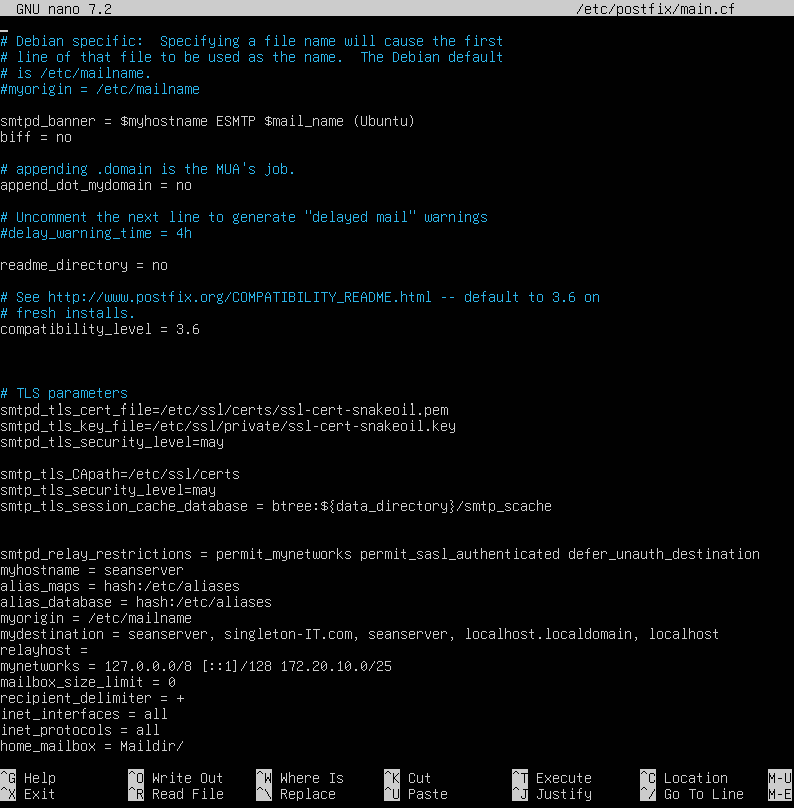 GNU nano 7.2 /etc/postfix/main.cf
# Debian specific:  Specifying a file name will cause the first
# line of that file to be used as the name.  The Debian default
# is /etc/mailname.
#myorigin = /etc/mailname
smtpd_banner = $myhostname ESMTP $mail_name (Ubuntu)
biff = no
# appending .domain is the MUA's job.
append_dot_mydomain = no
# Uncomment the next line to generate "delayed mail" warnings
#delay_warning_time = 4h
readme_directory = no
# See http://www.postfix.org/COMPATIBILITY_README.html -- default to 3.6 on
# fresh installs.
compatibility_level = 3.6
# TLS parameters
smtpd_tls_cert_file=/etc/ssl/certs/ssl-cert-snakeoil.pem
smtpd_tls_key_file=/etc/ssl/private/ssl-cert-snakeoil.key
smtpd_tls_security_level=may
smtp_tls_CApath=/etc/ssl/certs
smtp_tls_security_level=may
smtp_tls_session_cache_database = btree:${data_directory}/smtp_scache
smtpd_relay_restrictions = permit_mynetworks permit_sasl_authenticated defer_unauth_destination
myhostname = seanserver
alias_maps = hash:/etc/aliases
alias_database = hash:/etc/aliases
myorigin = /etc/mailname
mydestination = seanserver, singleton-IT.com, seanserver, localhost.localdomain, localhost
relayhost =
mynetworks = 127.0.0.0/8 [::1]/128 172.20.10.0/25
mailbox_size_limit = 0
recipient_delimiter = +
inet_interfaces = all
inet_protocols = all
home_mailbox = Maildir/
^G Help ^O Write Out ^W Where Is ^K Cut ^T Execute ^C Location M-U
^X Exit ^R Read File ^\ Replace ^U Paste ^J Justify ^/ Go To Line M-E